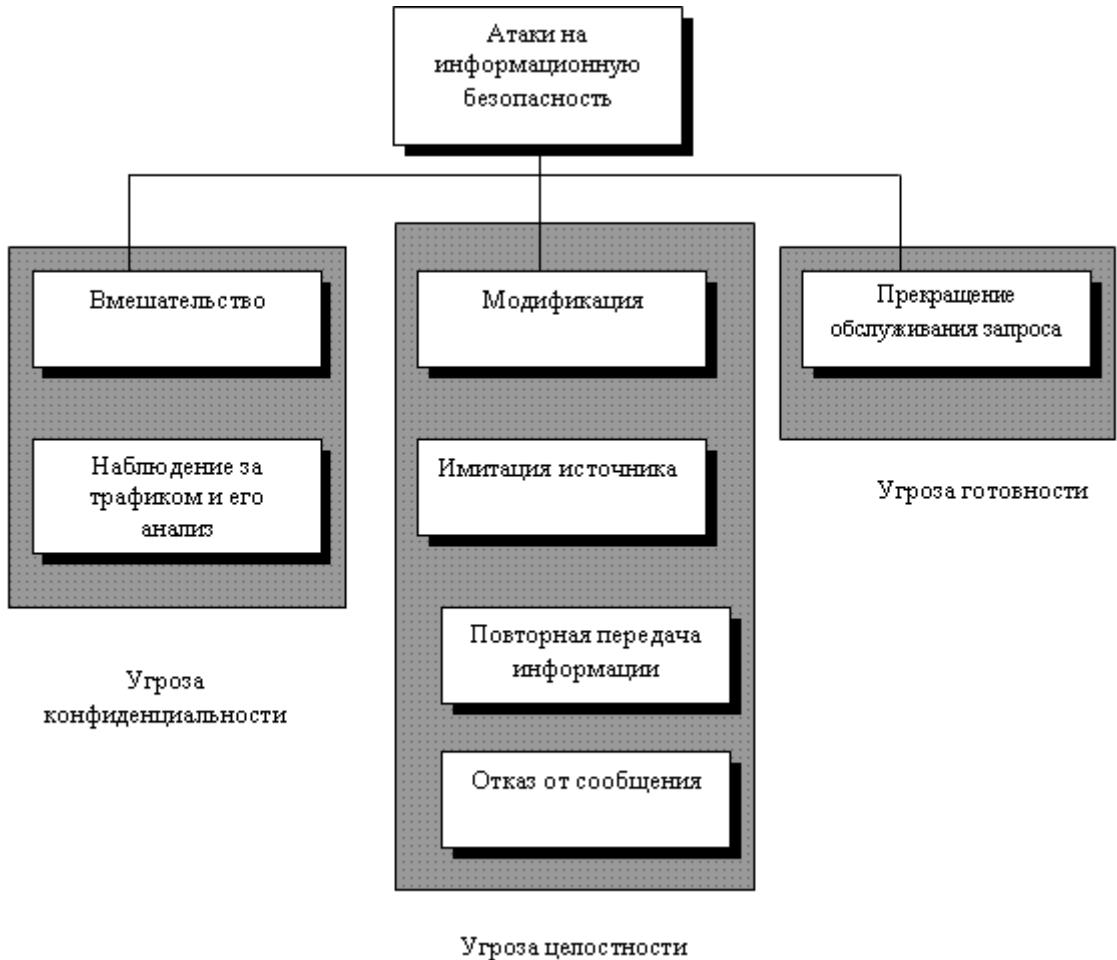 Атаки на
информационную
безопасность
Вмешательство
Наблюдение за
трафиком и его
анализ
Угроза
конфиденциальности
Модификация
Имитация источника
Повторная передача
информации
Отказ от сообщения
Угроза целостности
Прекращение
обслуживания запроса
Угроза готовности